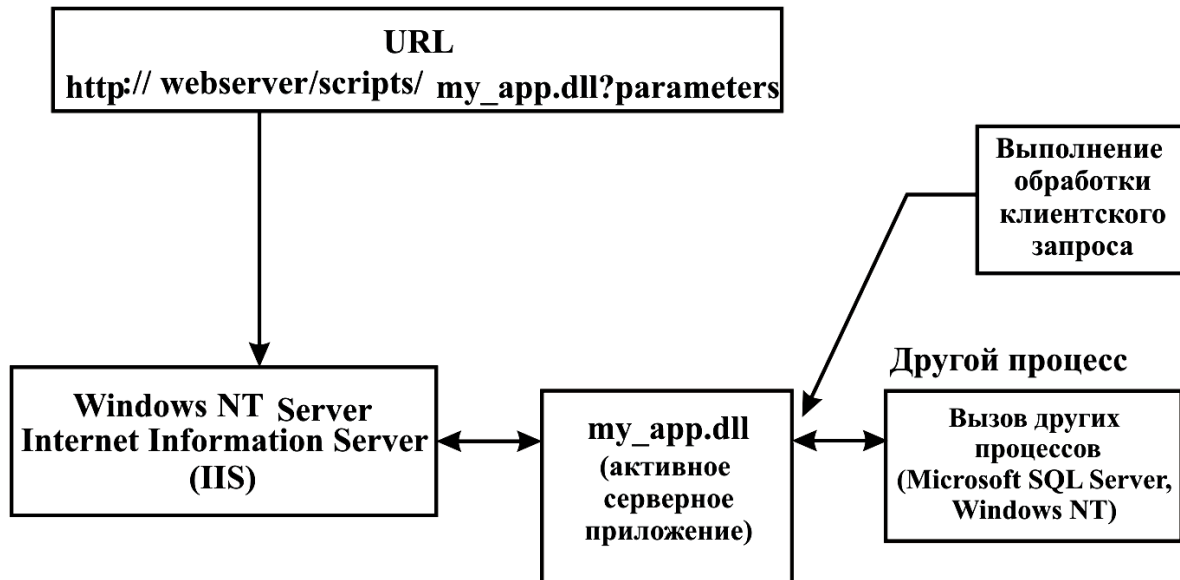 URL
http:// webserver/scripts/ my_app.dll?parameters
Выполнение
обработки
клиентского
запроса
Windows NT Server
Internet Information Server
(IIS)
my_app.dll
(активное
серверное
приложение)
Другой процесс
Вызов других
процессов
(Microsoft SQL Server,
Windows NT)